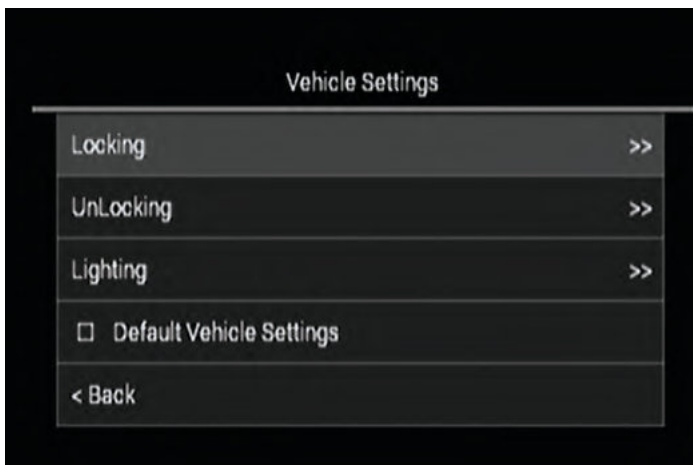 Vehicle Settings
Locking >>
UnLocking >>
Lighting >>
□ Default Vehicle Settings
< Back